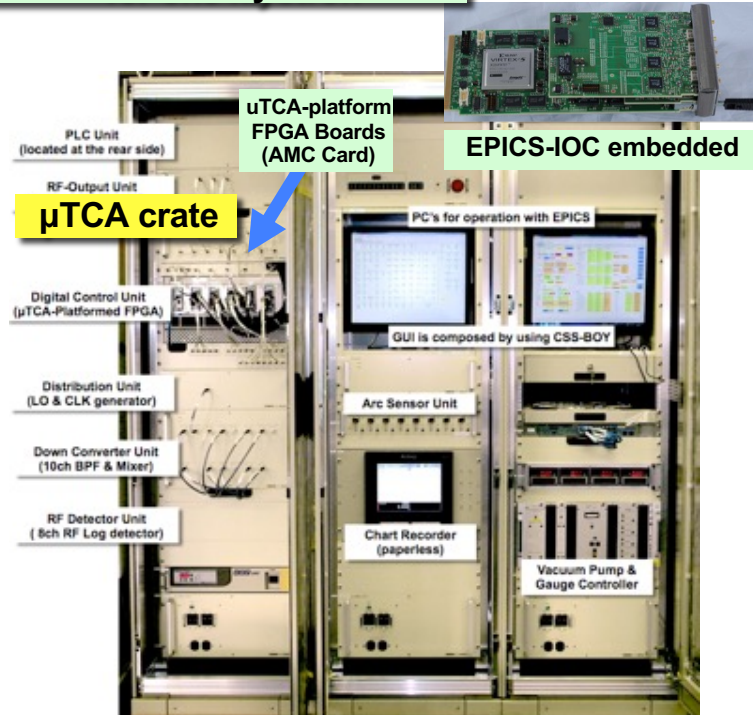 uTCA-platform
FPGA Boards
(AMC Card)
VIRTEX-5
EPICS-IOC embedded
PLC Unit
(located at the rear side)
RF-Output Unit
μTCA crate
PC's for operation with EPICS
Digital Control Unit
(μTCA-Platformed FPGA)
GUI is composed by using CSS-BOY
Distribution Unit
(LO & CLK generator)
Arc Sensor Unit
Down Converter Unit
(10ch BPF & Mixer)
RF Detector Unit
( 8ch RF Log detector)
Chart Recorder
(paperless)
Vacuum Pump &
Gauge Controller